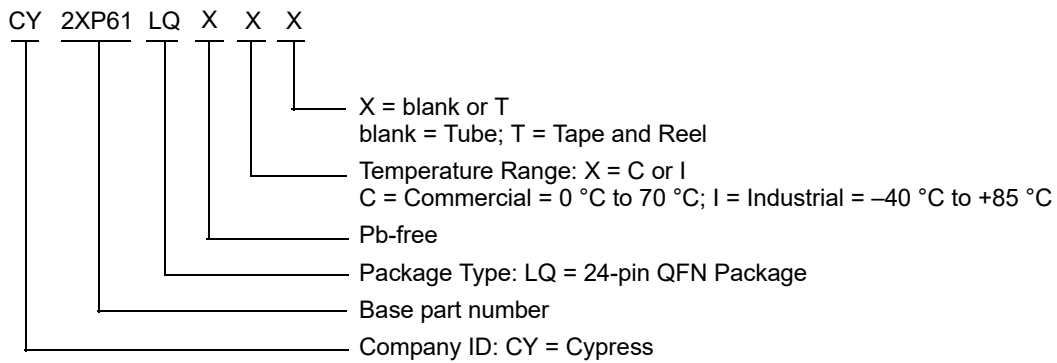 CY 2XP61 LQ X X X
X = blank or T
blank = Tube; T = Tape and Reel
Temperature Range: X = C or I
C = Commercial = 0 °C to 70 °C; I = Industrial = –40 °C to +85 °C
Pb-free
Package Type: LQ = 24-pin QFN Package
Base part number
Company ID: CY = Cypress